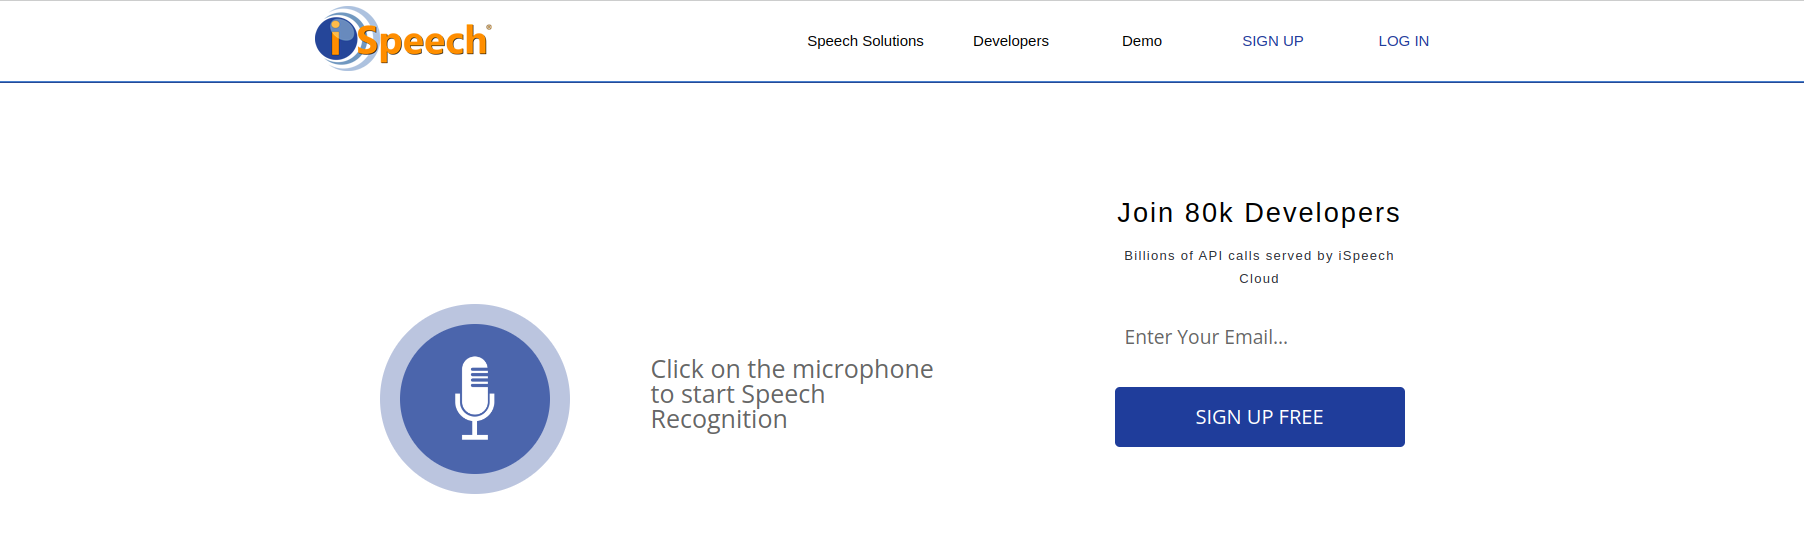 iSpeech®
Speech Solutions
Developers
Demo
SIGN UP
LOG IN
Join 80k Developers
Billions of API calls served by iSpeech
Cloud
Enter Your Email...
SIGN UP FREE
Click on the microphone
to start Speech
Recognition